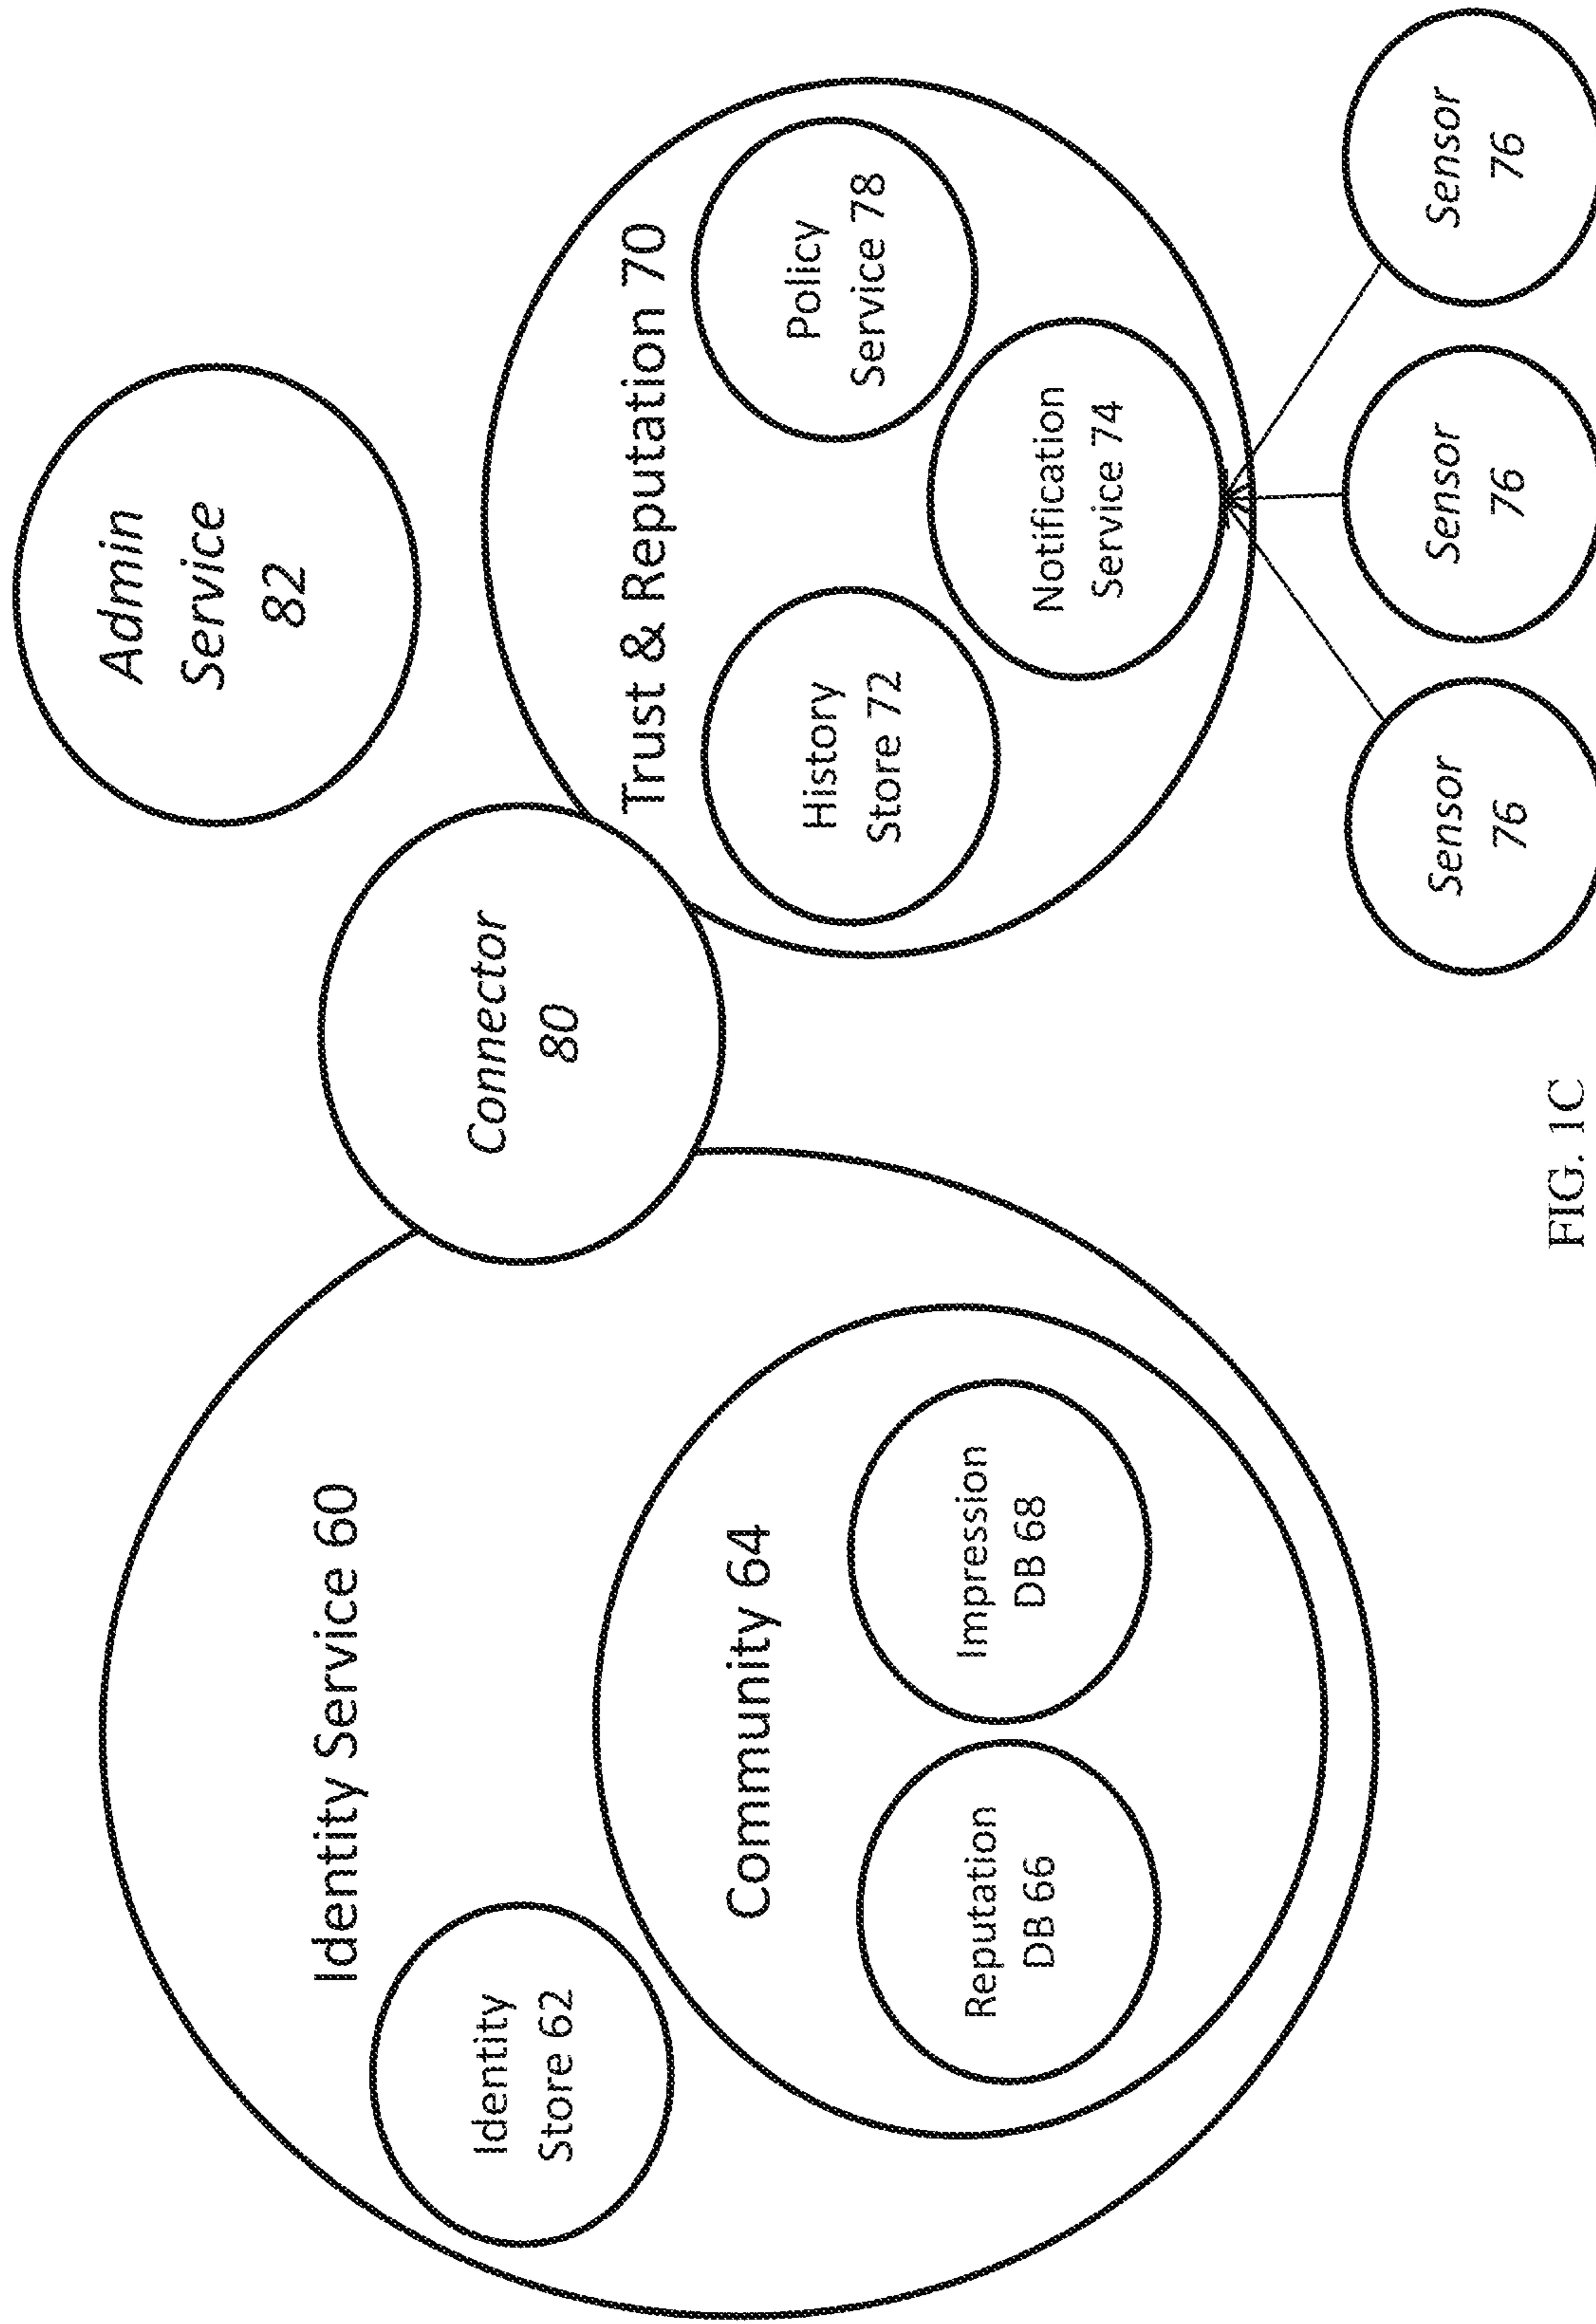 Admin
Service
82
Connector
80
Identity Service 60
Identity
Store 62
Community 64
Reputation
DB 66
Impression
DB 68
Trust & Reputation 70
History
Store 72
Policy
Service 78
Notification
Service 74
Sensor
76
Sensor
76
Sensor
76
FIG. 1C